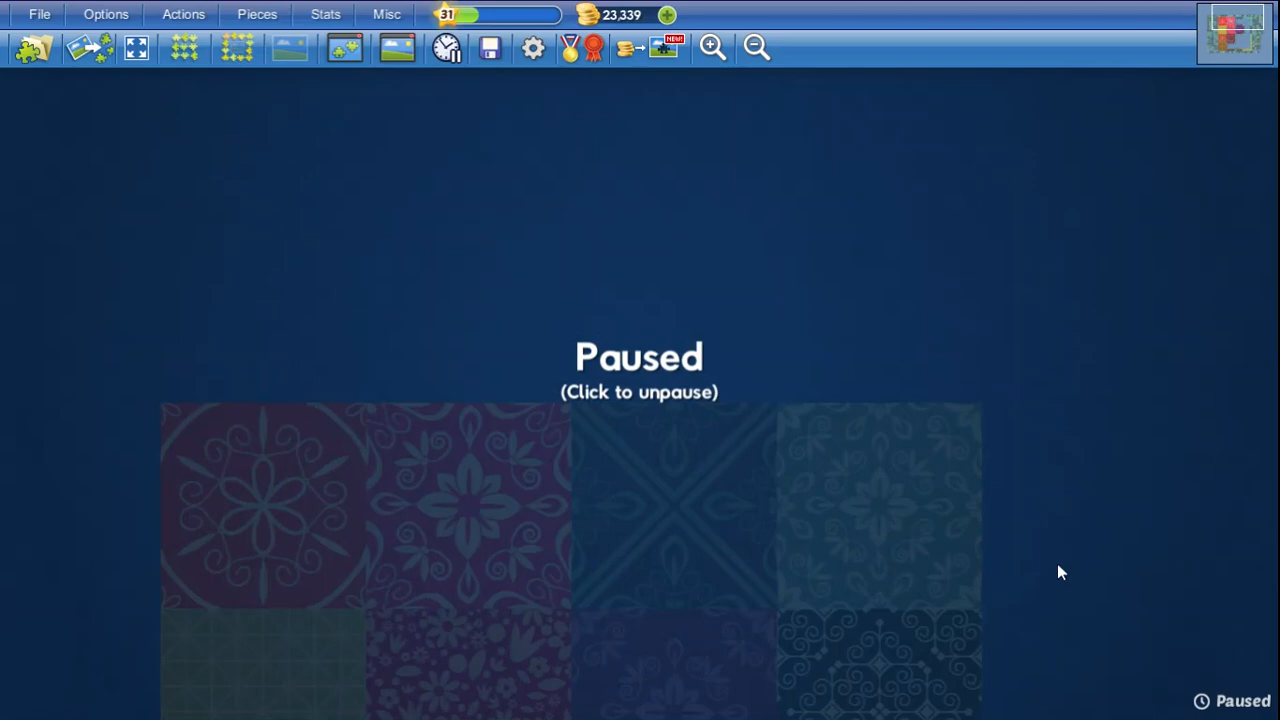 File Options Actions Pieces Stats Misc 31 23,339
NEW!
Paused
(Click to unpause)
Paused